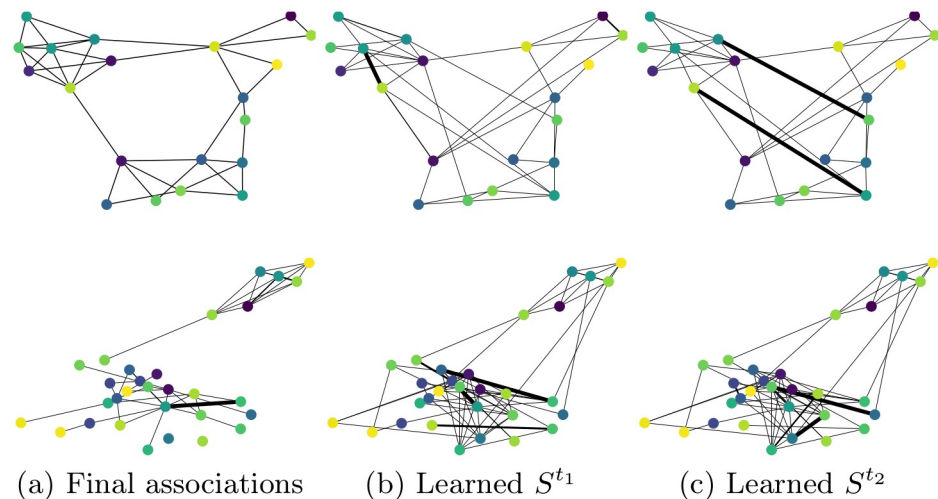 (a) Final associations
(b) Learned S^{t_1}
(c) Learned S^{t_2}